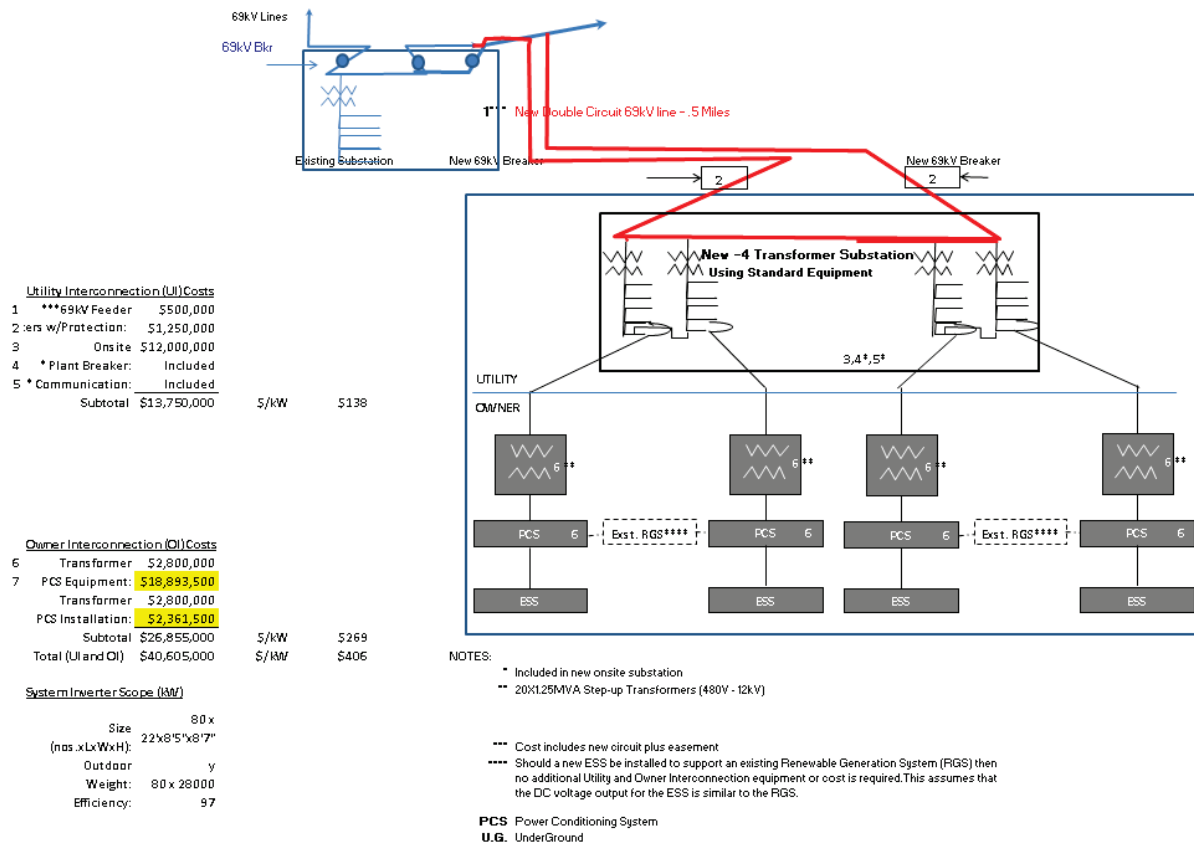 69kV Lines
69kV Bkr
1*** New Double Circuit 69kV line - .5 Miles
Existing Substation
New 69kV Breaker
New 69kV Breaker
2
2
New -4 Transformer Substation
Using Standard Equipment
3,4*,5*
UTILITY
OWNER
6 **
6 **
6 **
6 **
PCS 6
Exst. RGS****
PCS 6
PCS 6
Exst. RGS****
PCS 6
ESS
ESS
ESS
ESS
Utility Interconnection (UI)Costs
1 ***69kV Feeder $500,000
2 :ers w/Protection: $1,250,000
3 Onsite $12,000,000
4 * Plant Breaker: Included
5 * Communication: Included
Subtotal $13,750,000 $/kW $138
Owner Interconnection (OI)Costs
6 Transformer $2,800,000
7 PCS Equipment: $18,893,500
Transformer $2,800,000
PCS Installation: $2,361,500
Subtotal $26,855,000 $/kW $269
Total (UI and OI) $40,605,000 $/kW $406
System Inverter Scope (kW)
Size (nos.xLxWxH): 80 x 22'x8'5"x8'7"
Outdoor y
Weight: 80 x 28000
Efficiency: 97
NOTES:
* Included in new onsite substation
** 20X1.25MVA Step-up Transformers (480V - 12kV)
*** Cost includes new circuit plus easement
**** Should a new ESS be installed to support an existing Renewable Generation System (RGS) then
no additional Utility and Owner Interconnection equipment or cost is required. This assumes that
the DC voltage output for the ESS is similar to the RGS.
PCS Power Conditioning System
U.G. UnderGround